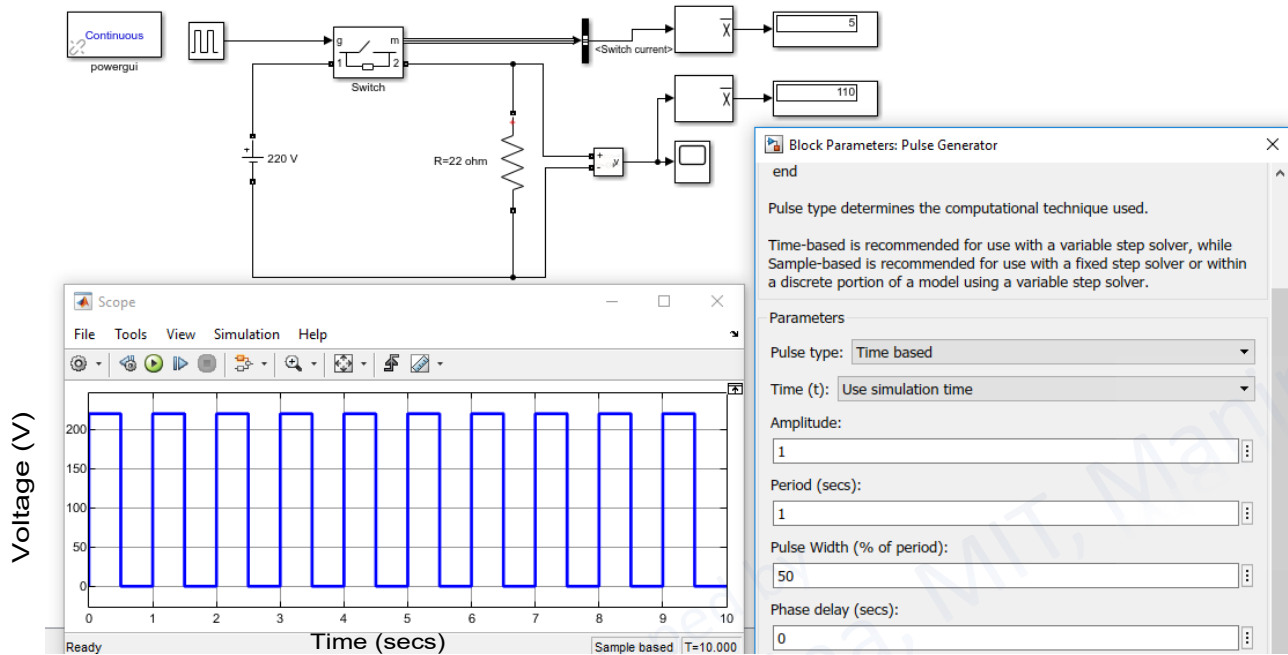 Continuous
powergui
g
m
1
2
Switch
<Switch current>
x
5
x
110
+
220 V
+
R=22 ohm
+
-
v
Block Parameters: Pulse Generator
end
Pulse type determines the computational technique used.
Time-based is recommended for use with a variable step solver, while
Sample-based is recommended for use with a fixed step solver or within
a discrete portion of a model using a variable step solver.
Parameters
Pulse type: Time based
Time (t): Use simulation time
Amplitude:
1
Period (secs):
1
Pulse Width (% of period):
50
Phase delay (secs):
0
Scope
File Tools View Simulation Help
Voltage (V)
200
150
100
50
0
0 1 2 3 4 5 6 7 8 9 10
Time (secs)
Ready
Sample based T=10.000